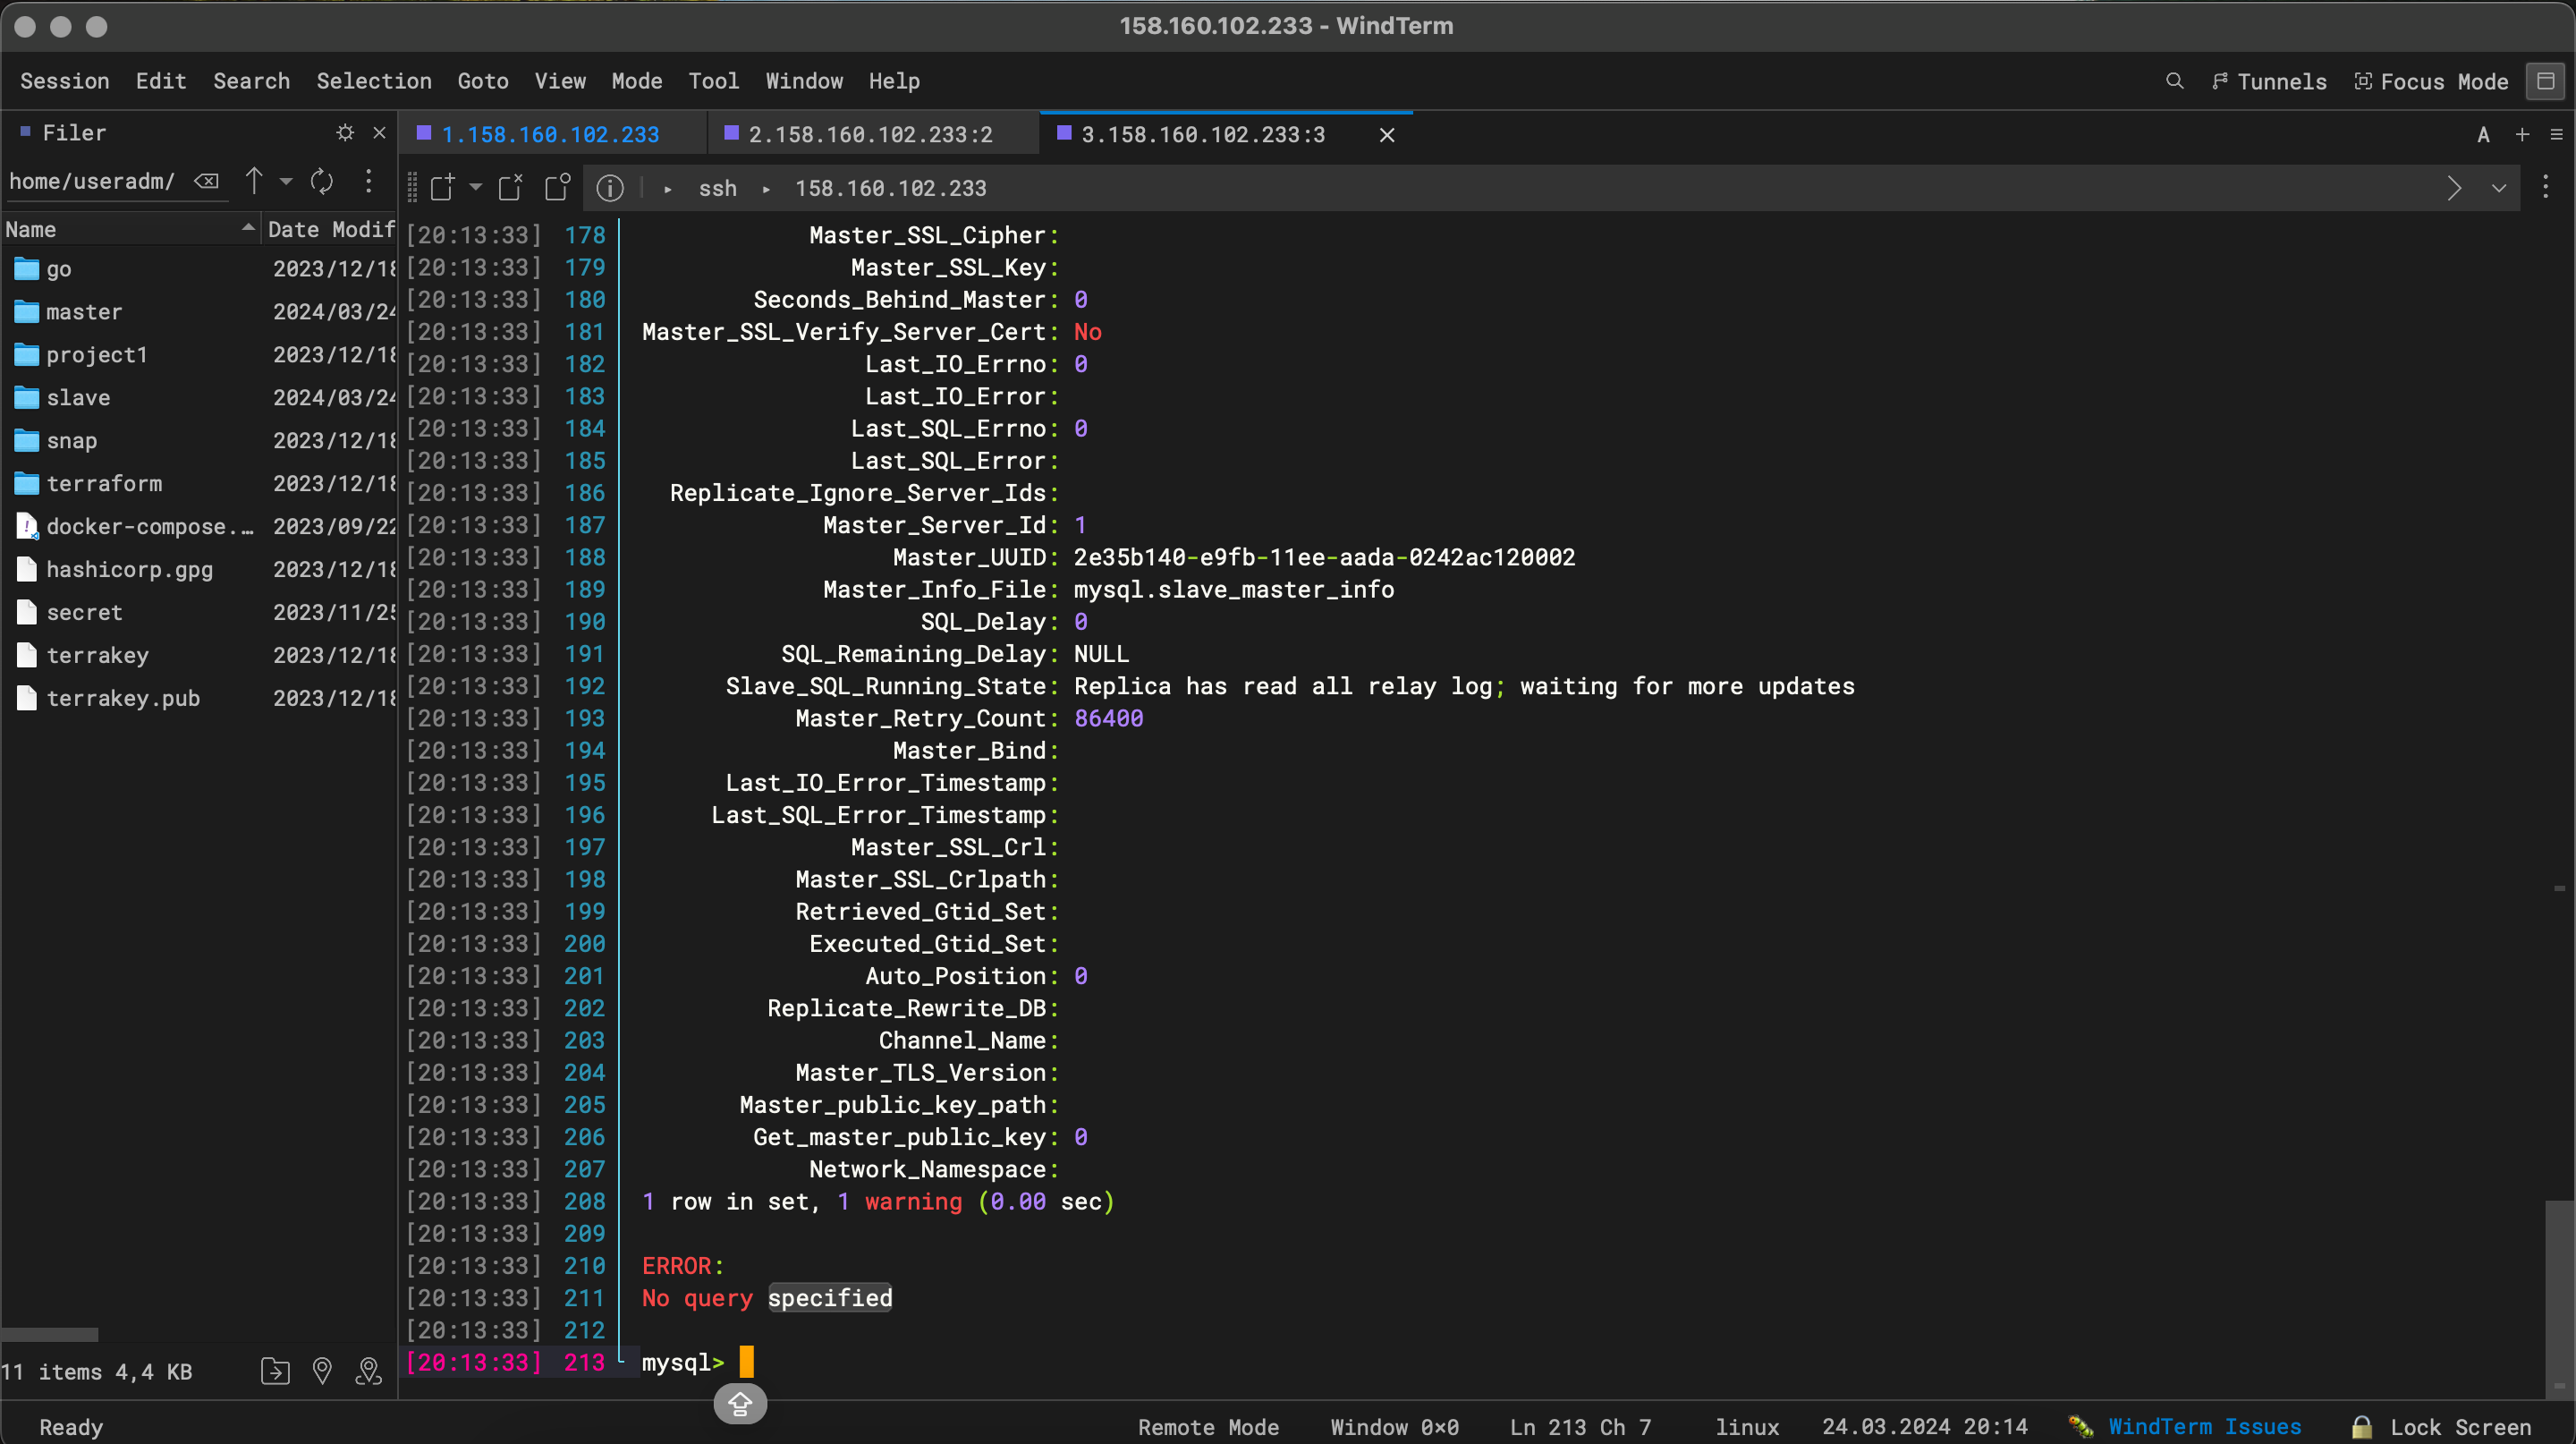 158.160.102.233 - WindTerm
Session Edit Search Selection Goto View Mode Tool Window Help
Tunnels Focus Mode
Filer
1.158.160.102.233 2.158.160.102.233:2 3.158.160.102.233:3
A
home/useradm/
ssh 158.160.102.233
Name Date Modif
go 2023/12/18
master 2024/03/24
project1 2023/12/18
slave 2024/03/24
snap 2023/12/18
terraform 2023/12/18
docker-compose.… 2023/09/22
hashicorp.gpg 2023/12/18
secret 2023/11/25
terrakey 2023/12/18
terrakey.pub 2023/12/18
11 items 4,4 KB
[20:13:33] 178 Master_SSL_Cipher:
[20:13:33] 179 Master_SSL_Key:
[20:13:33] 180 Seconds_Behind_Master: 0
[20:13:33] 181 Master_SSL_Verify_Server_Cert: No
[20:13:33] 182 Last_IO_Errno: 0
[20:13:33] 183 Last_IO_Error:
[20:13:33] 184 Last_SQL_Errno: 0
[20:13:33] 185 Last_SQL_Error:
[20:13:33] 186 Replicate_Ignore_Server_Ids:
[20:13:33] 187 Master_Server_Id: 1
[20:13:33] 188 Master_UUID: 2e35b140-e9fb-11ee-aada-0242ac120002
[20:13:33] 189 Master_Info_File: mysql.slave_master_info
[20:13:33] 190 SQL_Delay: 0
[20:13:33] 191 SQL_Remaining_Delay: NULL
[20:13:33] 192 Slave_SQL_Running_State: Replica has read all relay log; waiting for more updates
[20:13:33] 193 Master_Retry_Count: 86400
[20:13:33] 194 Master_Bind:
[20:13:33] 195 Last_IO_Error_Timestamp:
[20:13:33] 196 Last_SQL_Error_Timestamp:
[20:13:33] 197 Master_SSL_Crl:
[20:13:33] 198 Master_SSL_Crlpath:
[20:13:33] 199 Retrieved_Gtid_Set:
[20:13:33] 200 Executed_Gtid_Set:
[20:13:33] 201 Auto_Position: 0
[20:13:33] 202 Replicate_Rewrite_DB:
[20:13:33] 203 Channel_Name:
[20:13:33] 204 Master_TLS_Version:
[20:13:33] 205 Master_public_key_path:
[20:13:33] 206 Get_master_public_key: 0
[20:13:33] 207 Network_Namespace:
[20:13:33] 208 1 row in set, 1 warning (0.00 sec)
[20:13:33] 209
[20:13:33] 210 ERROR:
[20:13:33] 211 No query specified
[20:13:33] 212
[20:13:33] 213 mysql>
Ready Remote Mode Window 0×0 Ln 213 Ch 7 linux 24.03.2024 20:14 WindTerm Issues Lock Screen